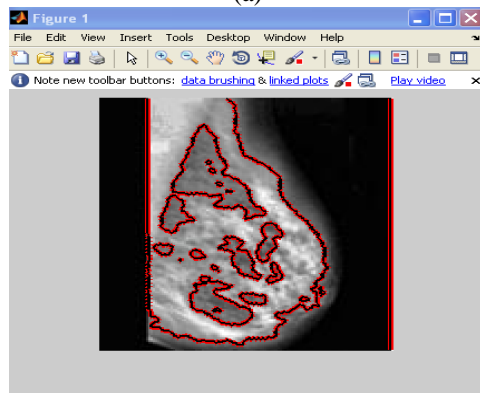 (a)
Figure 1
File Edit View Insert Tools Desktop Window Help
Note new toolbar buttons: data brushing & linked plots Play video